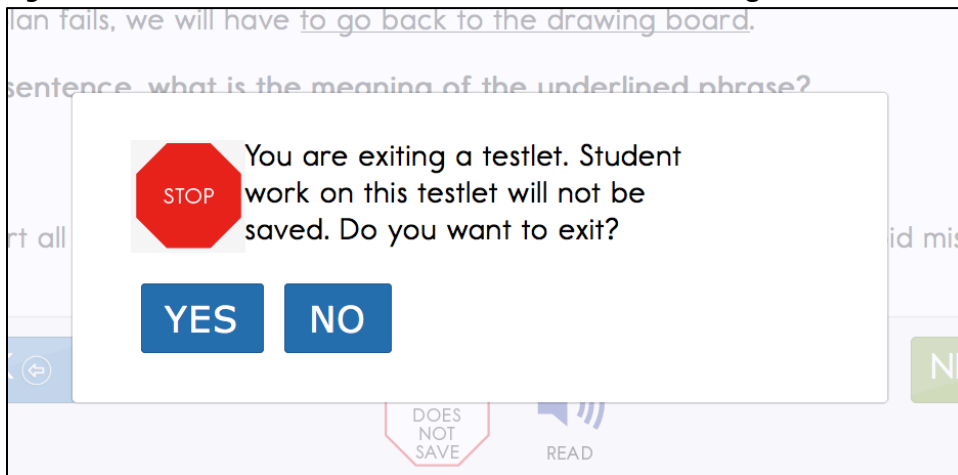 lan fails, we will have to go back to the drawing board.
sentence, what is the meaning of the underlined phrase?
You are exiting a testlet. Student
STOP
work on this testlet will not be
saved. Do you want to exit?
rt all
id mis
YES NO
DOES
NOT
SAVE
READ